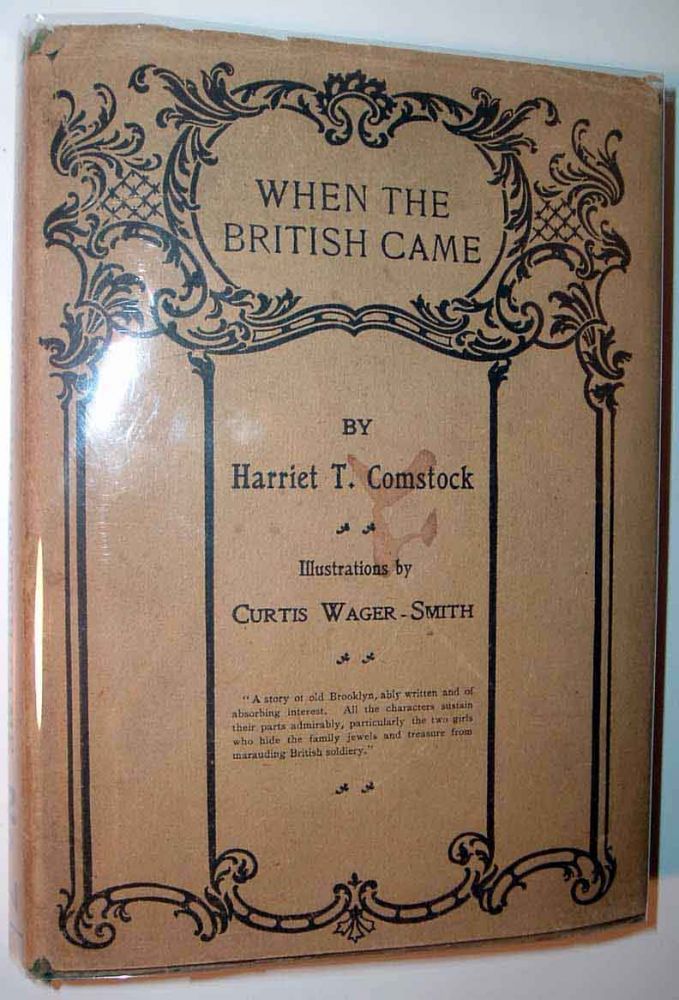 WHEN THE
BRITISH CAME
BY
Harriet T. Comstock
Illustrations by
CURTIS WAGER-SMITH
"A story of old Brooklyn, ably written and of
absorbing interest. All the characters sustain
their parts admirably, particularly the two girls
who hide the family jewels and treasure from
marauding British soldiery."